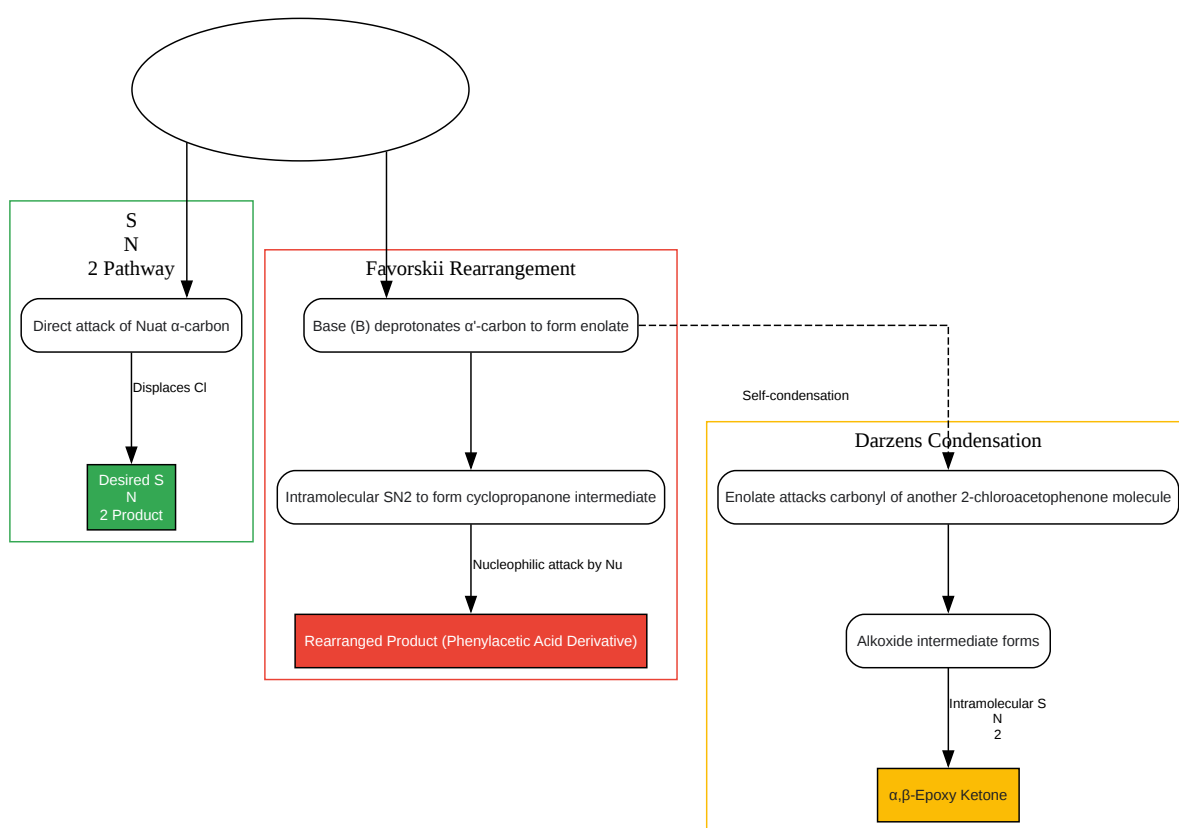 S
N
2 Pathway
Direct attack of Nuat α-carbon
Displaces Cl
Desired S
N
2 Product
Favorskii Rearrangement
Base (B) deprotonates α'-carbon to form enolate
Intramolecular SN2 to form cyclopropanone intermediate
Nucleophilic attack by Nu
Rearranged Product (Phenylacetic Acid Derivative)
Self-condensation
Darzens Condensation
Enolate attacks carbonyl of another 2-chloroacetophenone molecule
Alkoxide intermediate forms
Intramolecular S
N
2
α,β-Epoxy Ketone